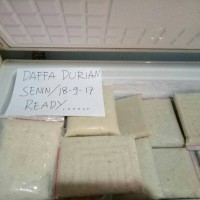 DAFFA DURIAN
SENIN/18-9-17
READY......